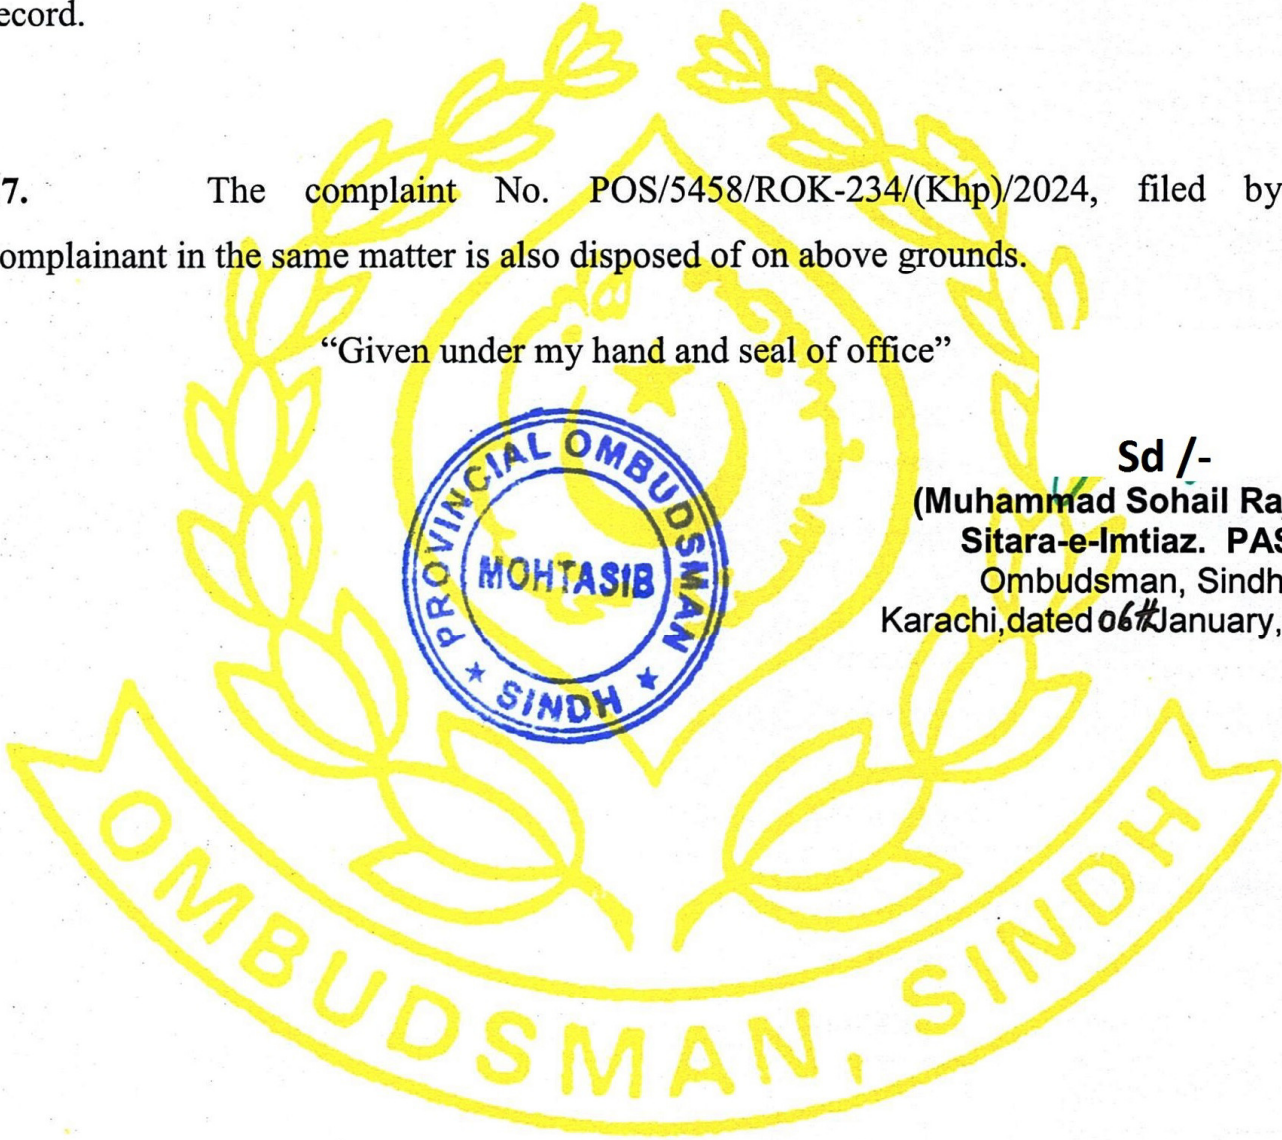 ecord.
7. The complaint No. POS/5458/ROK-234/(Khp)/2024, filed by
omplainant in the same matter is also disposed of on above grounds.
“Given under my hand and seal of office”
PROVINCIAL OMBUDSMAN
MOHTASIB
★ SINDH ★
Sd /-
(Muhammad Sohail Ra
Sitara-e-Imtiaz. PAS
Ombudsman, Sindh
Karachi,dated 06th January,
OMBUDSMAN, SINDH